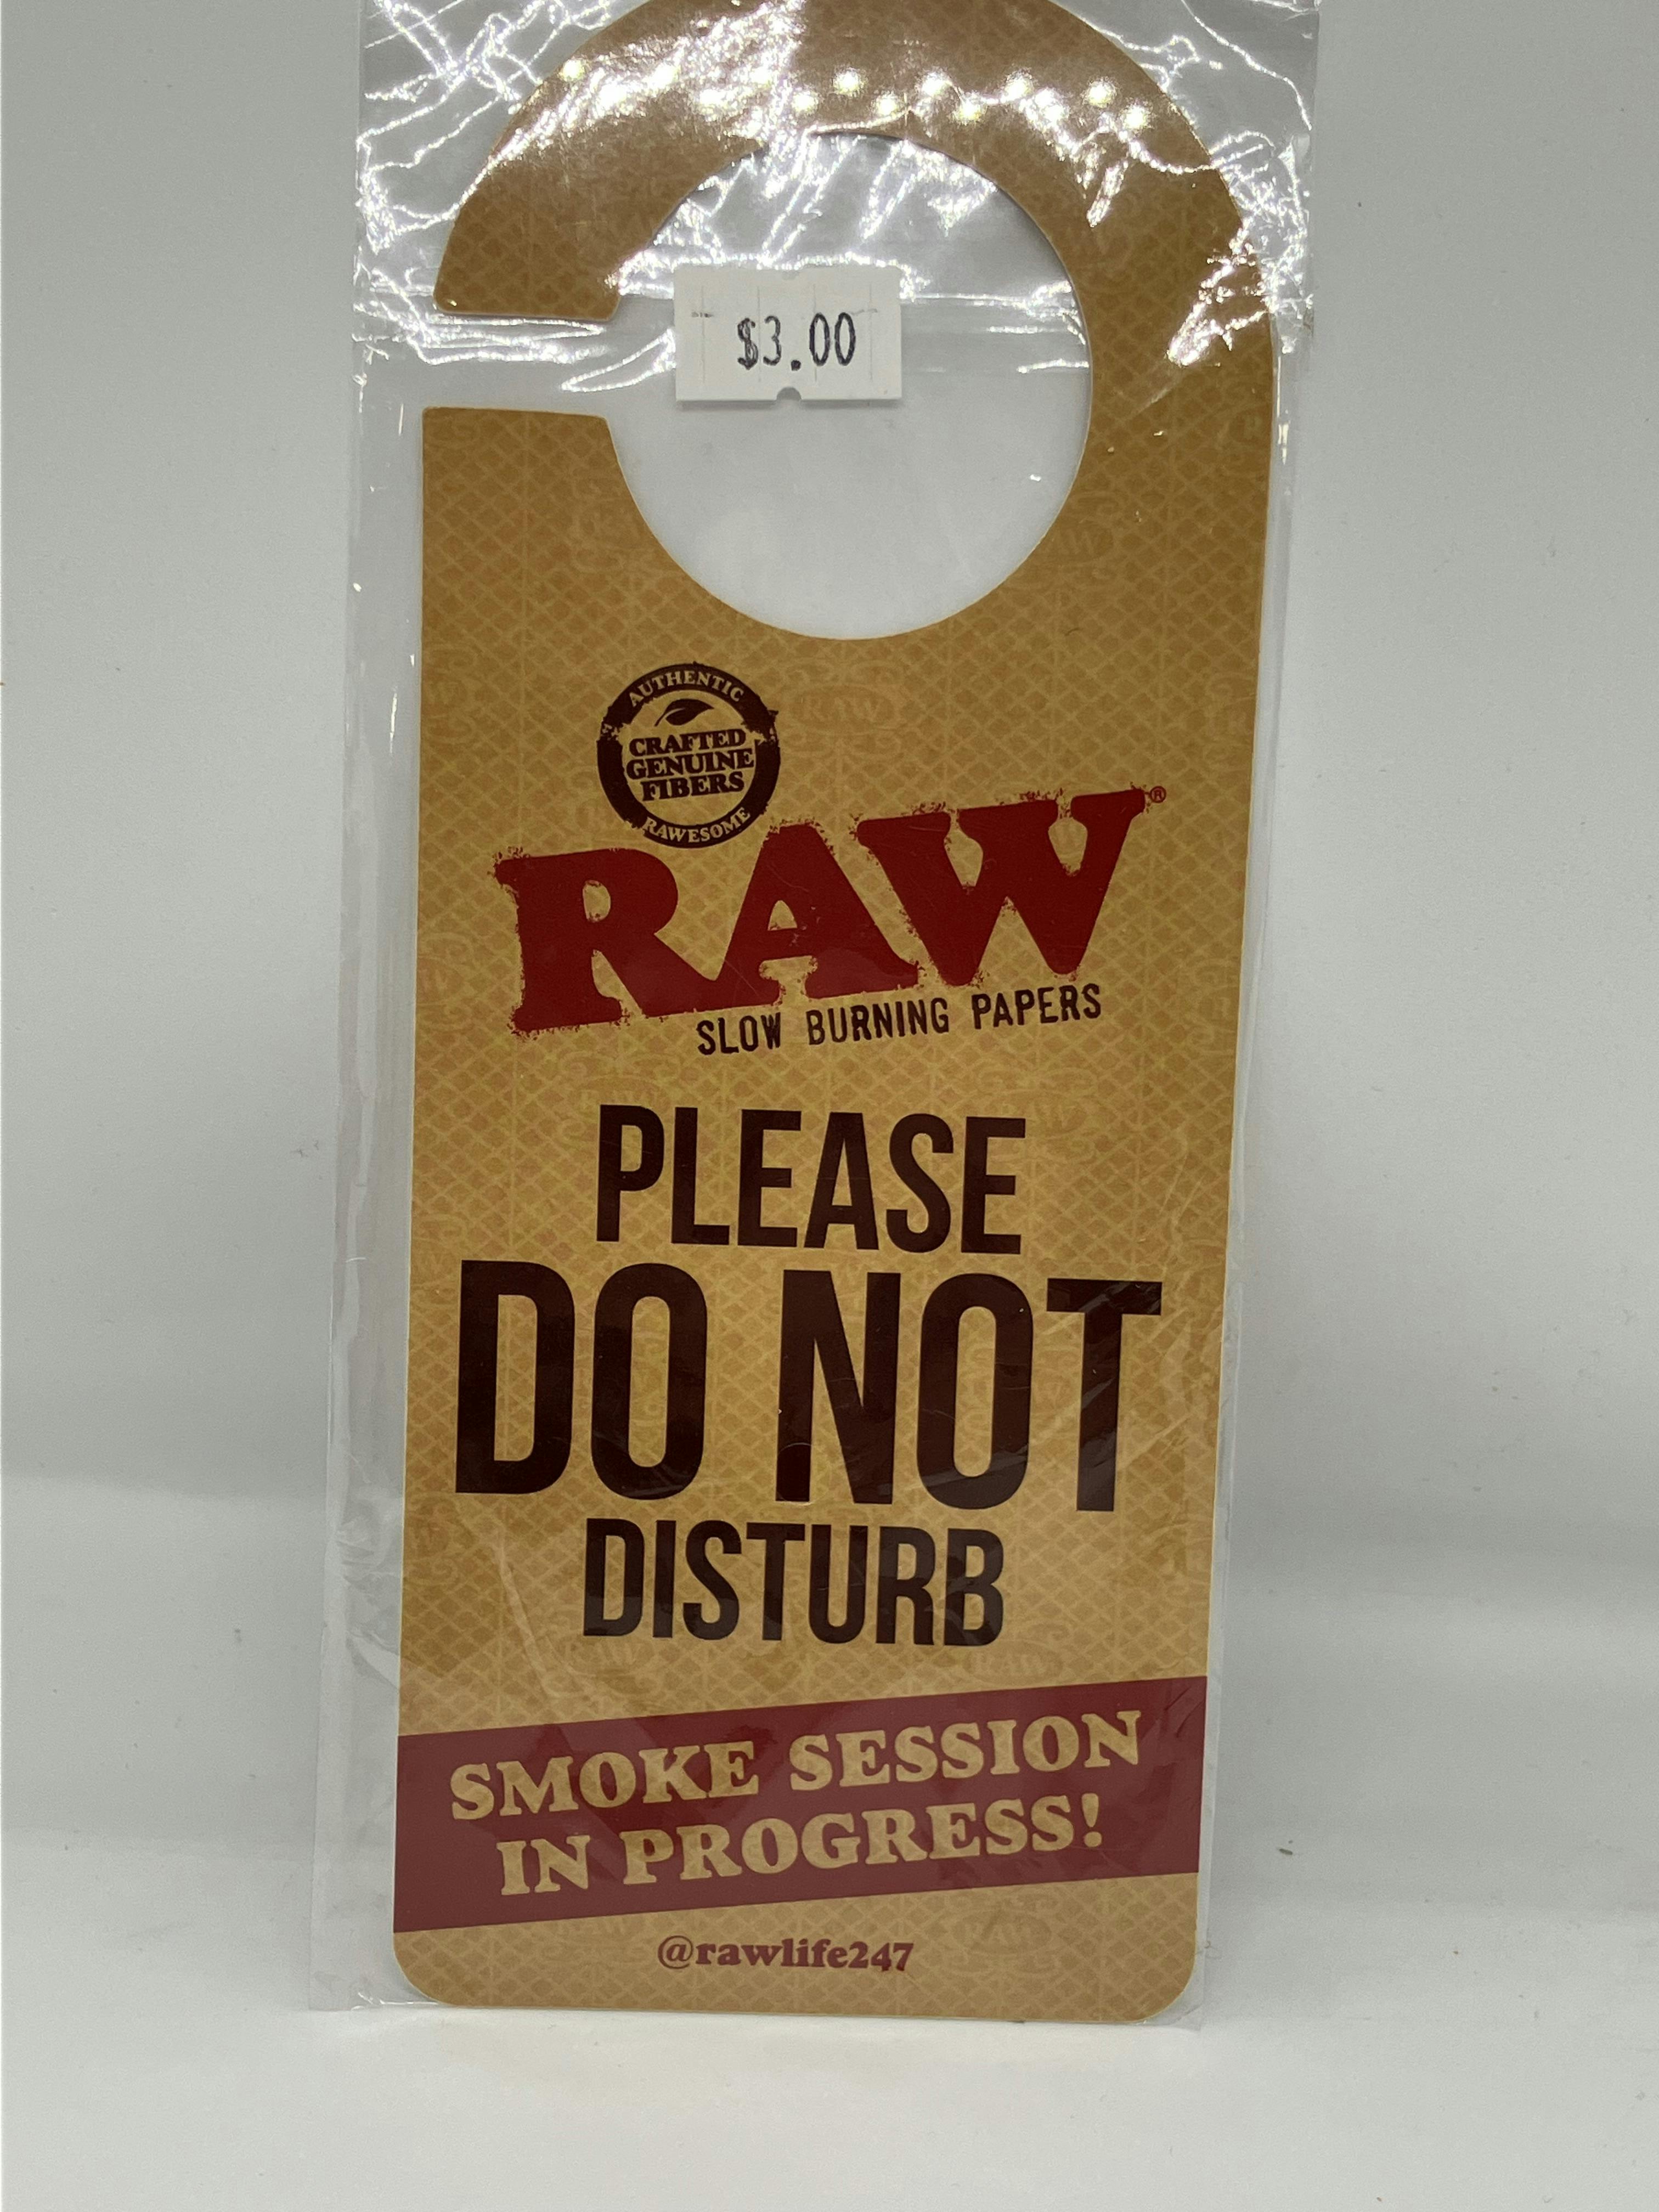 $3.00
AUTHENTIC
CRAFTED
GENUINE
FIBERS
RAWESOME
RAW®
SLOW BURNING PAPERS
PLEASE
DO NOT
DISTURB
SMOKE SESSION
IN PROGRESS!
@rawlife247